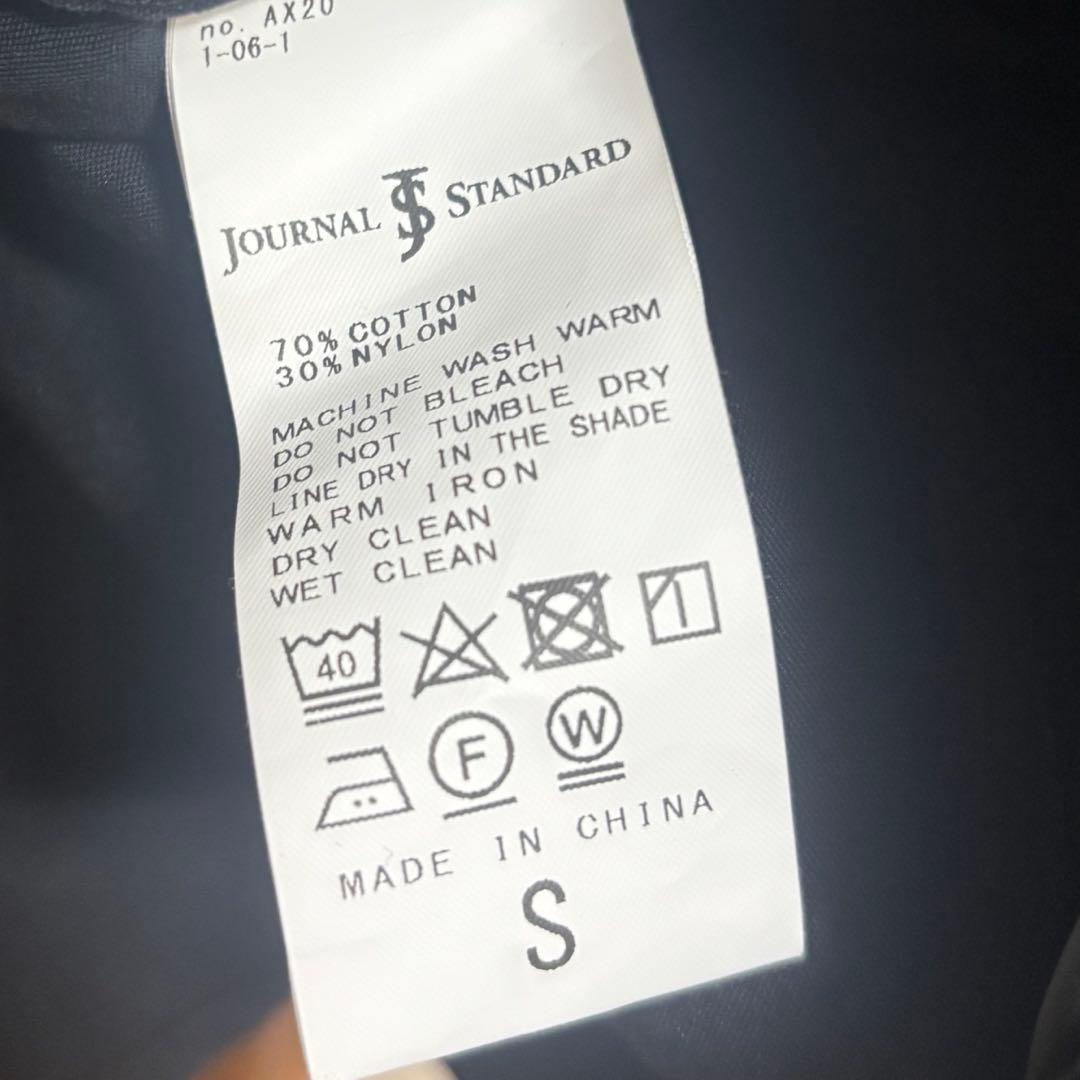 no. AX20
1-06-1
JOURNAL JS STANDARD
70% COTTON
30% NYLON
MACHINE WASH WARM
DO NOT BLEACH
DO NOT TUMBLE DRY
LINE DRY IN THE SHADE
WARM IRON
DRY CLEAN
WET CLEAN
40
F W
MADE IN CHINA
S